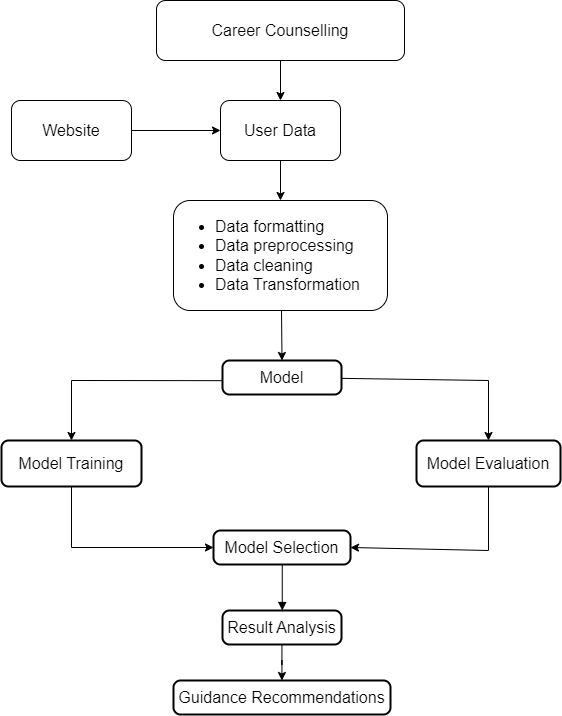 Career Counselling
Website
User Data
• Data formatting
• Data preprocessing
• Data cleaning
• Data Transformation
Model
Model Training
Model Evaluation
Model Selection
Result Analysis
Guidance Recommendations